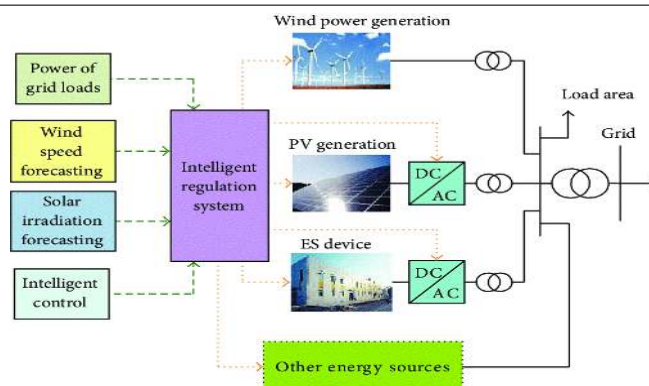 Wind power generation
Power of
grid loads
Load area
Wind
speed
forecasting
Grid
Intelligent
regulation
system
PV generation
DC
AC
Solar
irradiation
forecasting
ES device
DC
AC
Intelligent
control
Other energy sources